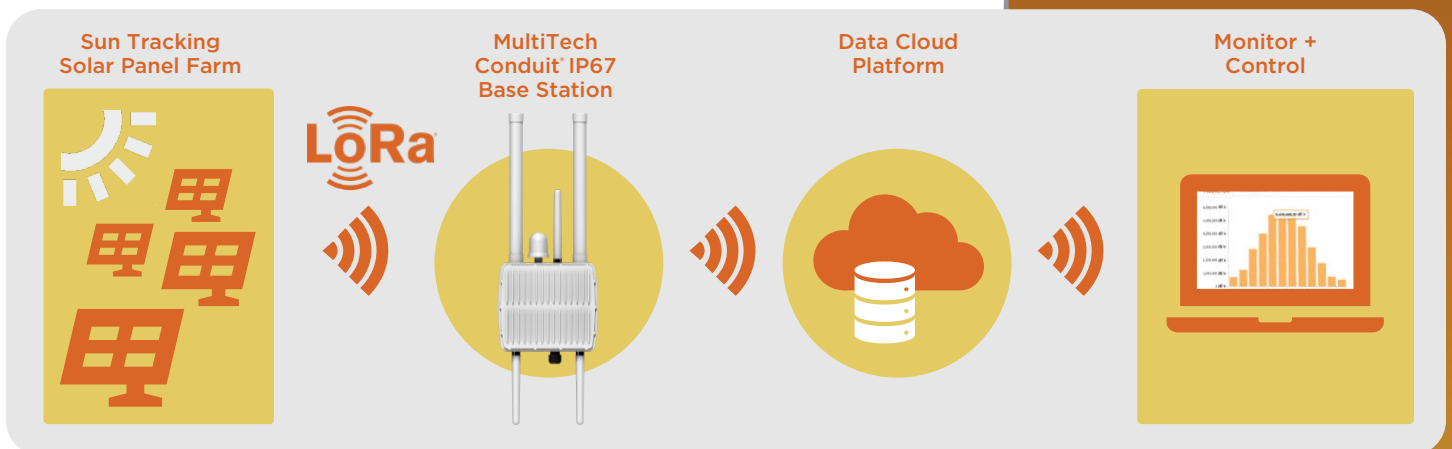 Sun Tracking
Solar Panel Farm
MultiTech
Conduit® IP67
Base Station
Data Cloud
Platform
Monitor +
Control
LoRa